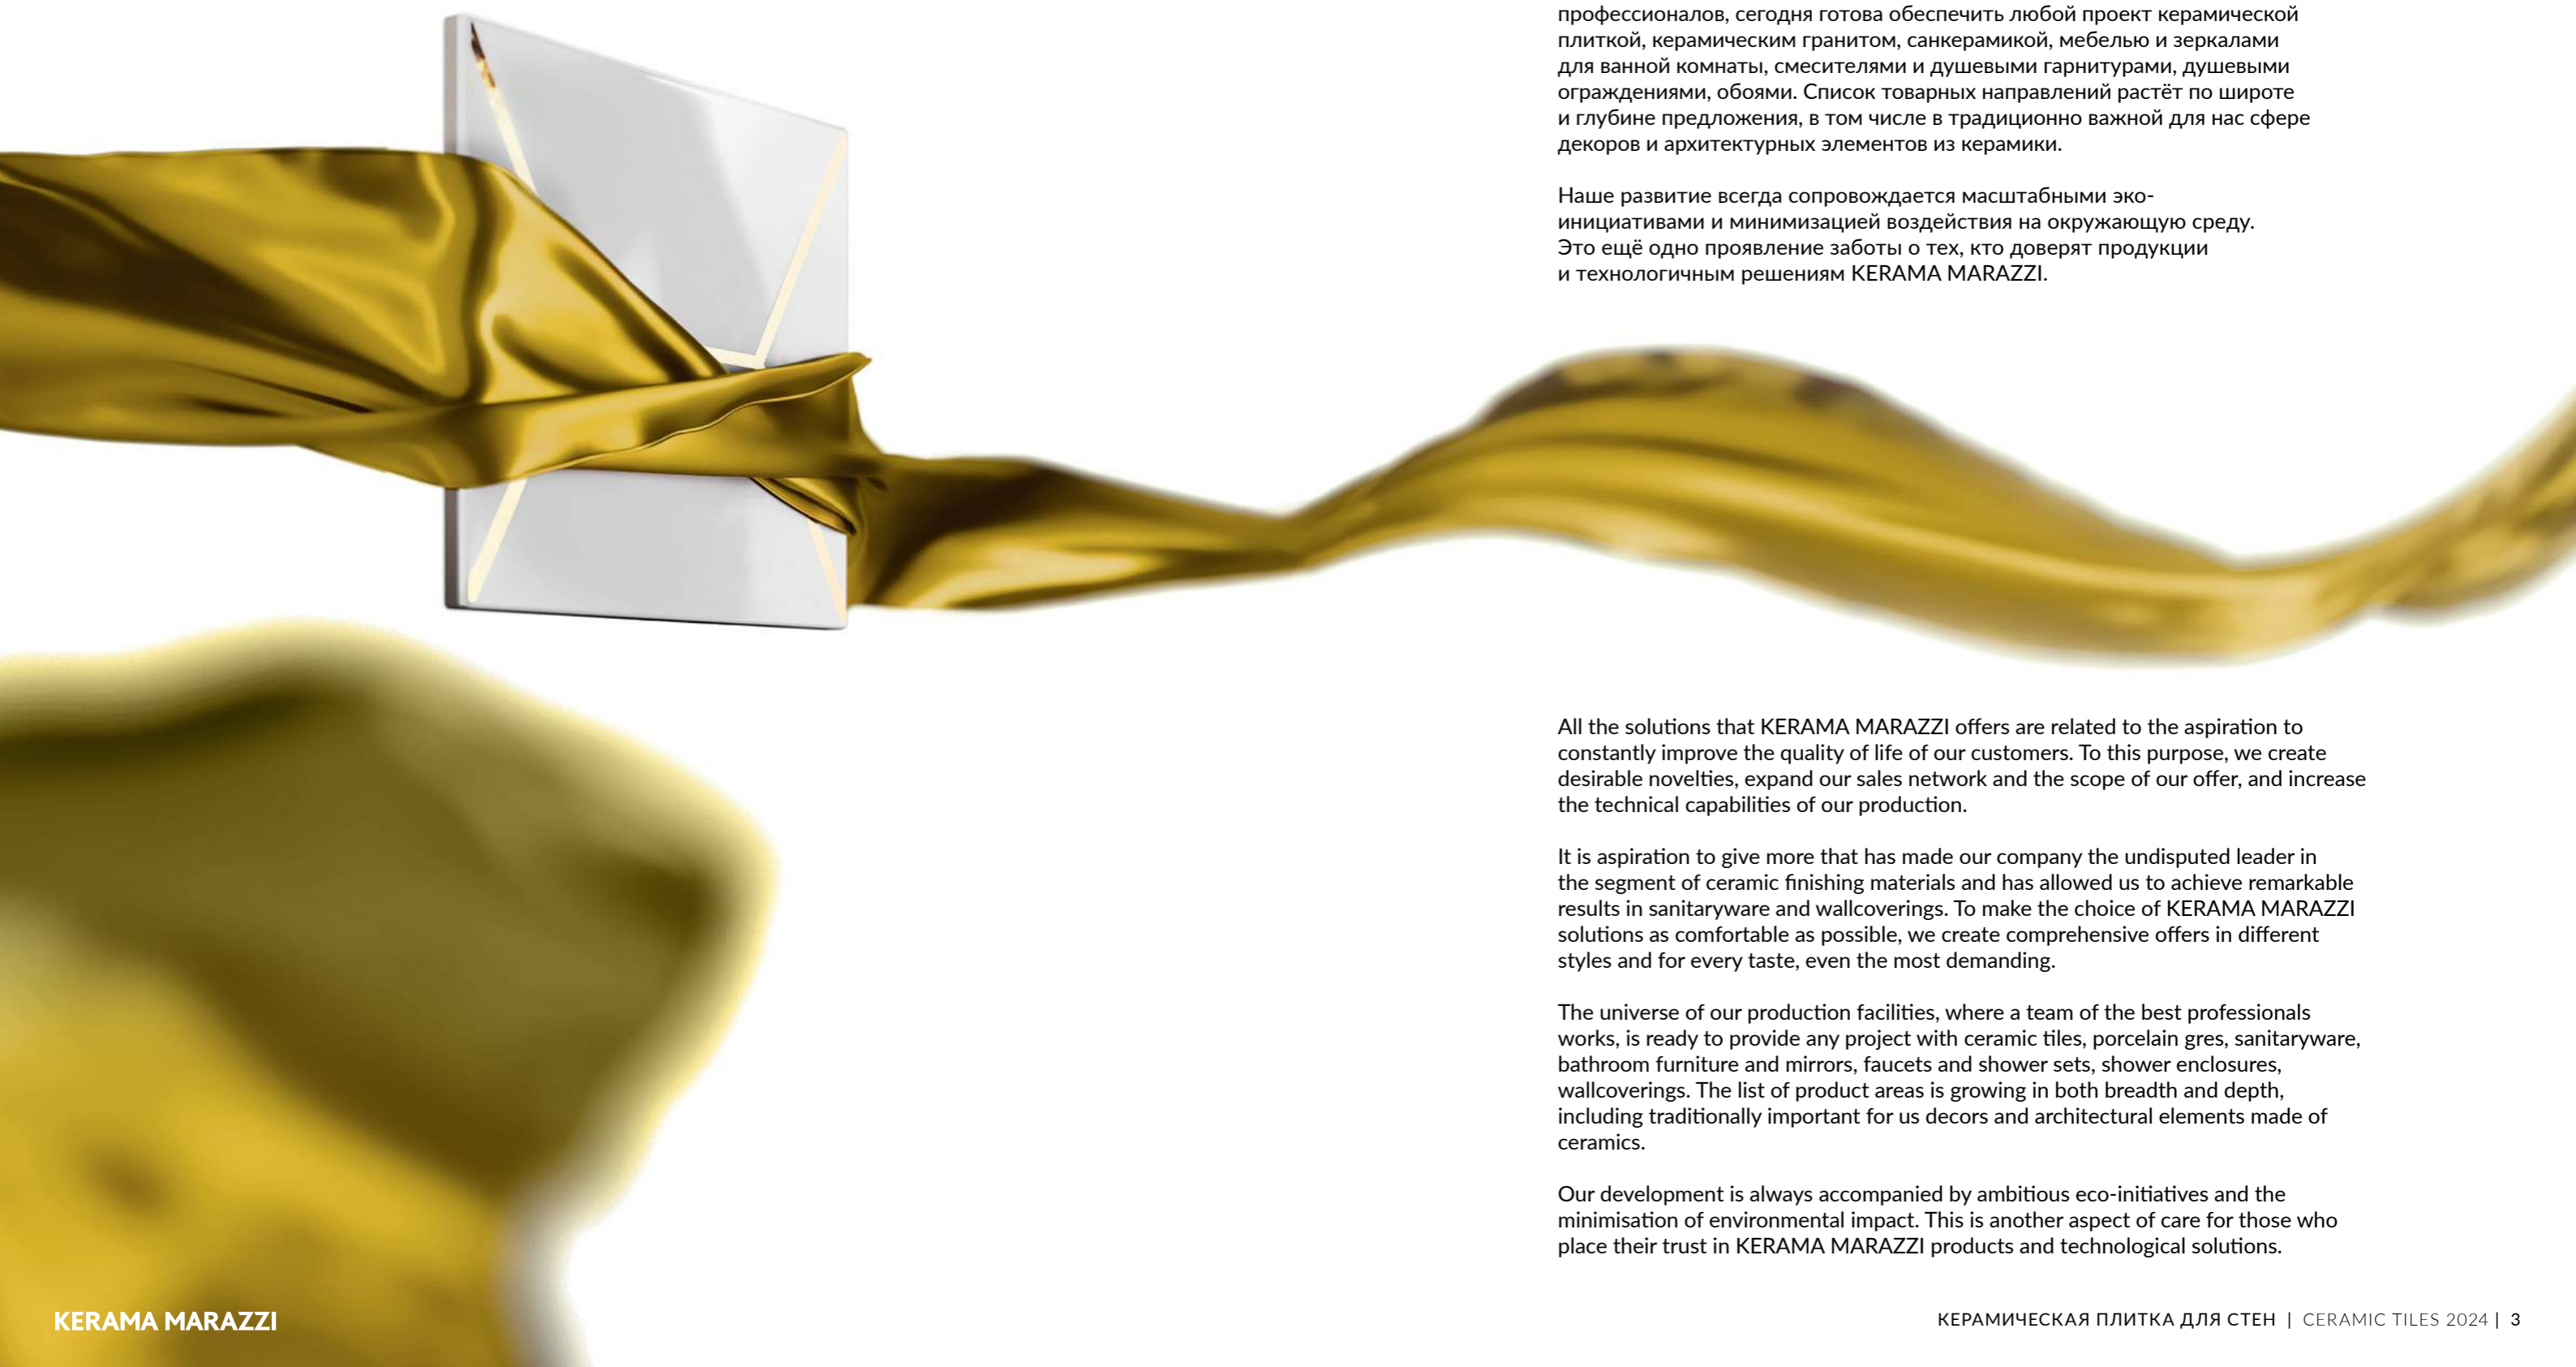 профессионалов, сегодня готова обеспечить любой проект керамической
плиткой, керамическим гранитом, санкерамикой, мебелью и зеркалами
для ванной комнаты, смесителями и душевыми гарнитурами, душевыми
ограждениями, обоями. Список товарных направлений растёт по широте
и глубине предложения, в том числе в традиционно важной для нас сфере
декоров и архитектурных элементов из керамики.
Наше развитие всегда сопровождается масштабными эко-
инициативами и минимизацией воздействия на окружающую среду.
Это ещё одно проявление заботы о тех, кто доверят продукции
и технологичным решениям KERAMA MARAZZI.
All the solutions that KERAMA MARAZZI offers are related to the aspiration to
constantly improve the quality of life of our customers. To this purpose, we create
desirable novelties, expand our sales network and the scope of our offer, and increase
the technical capabilities of our production.
It is aspiration to give more that has made our company the undisputed leader in
the segment of ceramic finishing materials and has allowed us to achieve remarkable
results in sanitaryware and wallcoverings. To make the choice of KERAMA MARAZZI
solutions as comfortable as possible, we create comprehensive offers in different
styles and for every taste, even the most demanding.
The universe of our production facilities, where a team of the best professionals
works, is ready to provide any project with ceramic tiles, porcelain gres, sanitaryware,
bathroom furniture and mirrors, faucets and shower sets, shower enclosures,
wallcoverings. The list of product areas is growing in both breadth and depth,
including traditionally important for us decors and architectural elements made of
ceramics.
Our development is always accompanied by ambitious eco-initiatives and the
minimisation of environmental impact. This is another aspect of care for those who
place their trust in KERAMA MARAZZI products and technological solutions.
KERAMA MARAZZI
КЕРАМИЧЕСКАЯ ПЛИТКА ДЛЯ СТЕН | CERAMIC TILES 2024 | 3